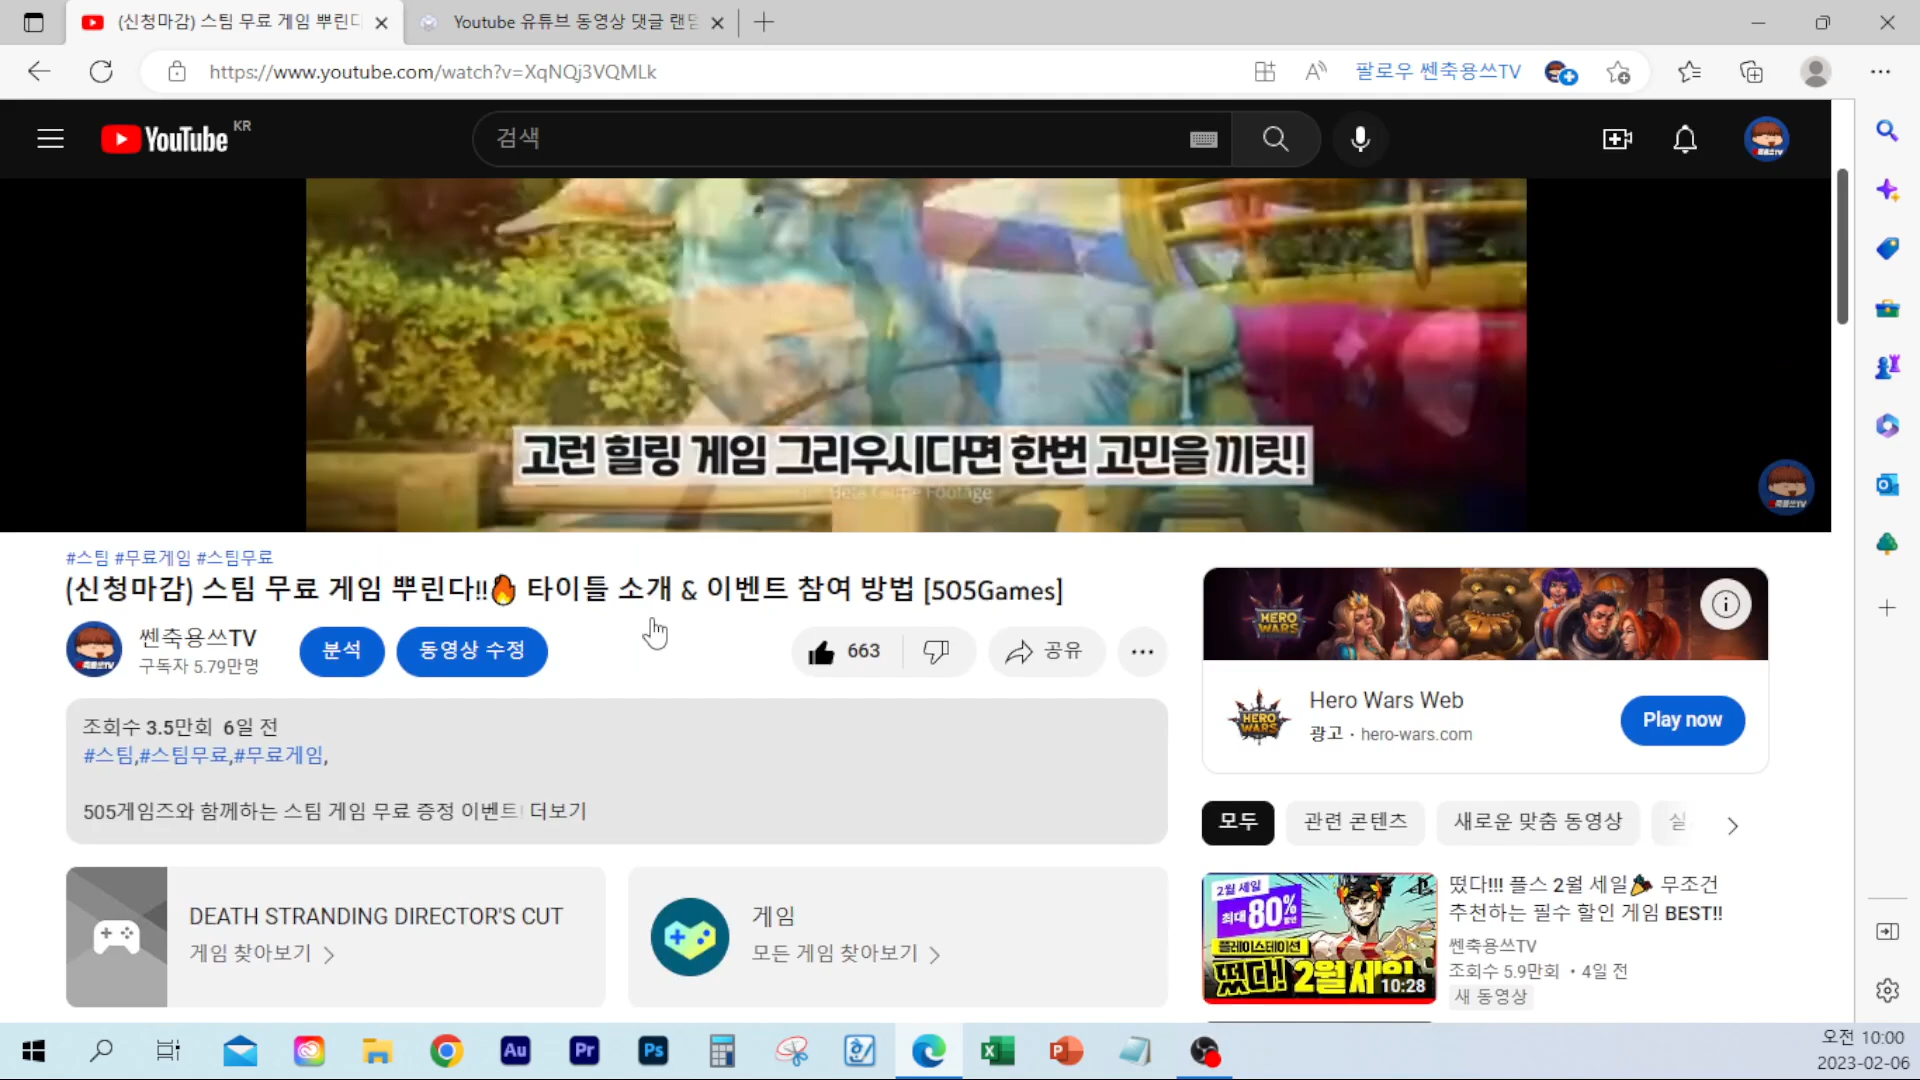 (신청마감) 스팀 무료 게임 뿌린다
Youtube 유튜브 동영상 댓글 랜덤
https://www.youtube.com/watch?v=XqNQj3VQMLk
팔로우 쎈축용쓰TV
YouTube KR
검색
고런 힐링 게임 그리우시다면 한번 고민을 끼릿!
Beta Game Footage
#스팀 #무료게임 #스팀무료
(신청마감) 스팀 무료 게임 뿌린다!!🔥 타이틀 소개 & 이벤트 참여 방법 [505Games]
쎈축용쓰TV
구독자 5.79만명
분석
동영상 수정
663
공유
조회수 3.5만회 6일 전
#스팀,#스팀무료,#무료게임,
505게임즈와 함께하는 스팀 게임 무료 증정 이벤트! 더보기
DEATH STRANDING DIRECTOR'S CUT
게임 찾아보기
게임
모든 게임 찾아보기
HERO WARS
HERO WARS
Hero Wars Web
광고 · hero-wars.com
Play now
모두
관련 콘텐츠
새로운 맞춤 동영상
실
2월 세일
최대 80% 할인
플레이스테이션
떴다! 2월세일
10:28
떴다!!! 플스 2월 세일🎉 무조건
추천하는 필수 할인 게임 BEST!!
쎈축용쓰TV
조회수 5.9만회 · 4일 전
새 동영상
Au
Pr
Ps
오전 10:00
2023-02-06